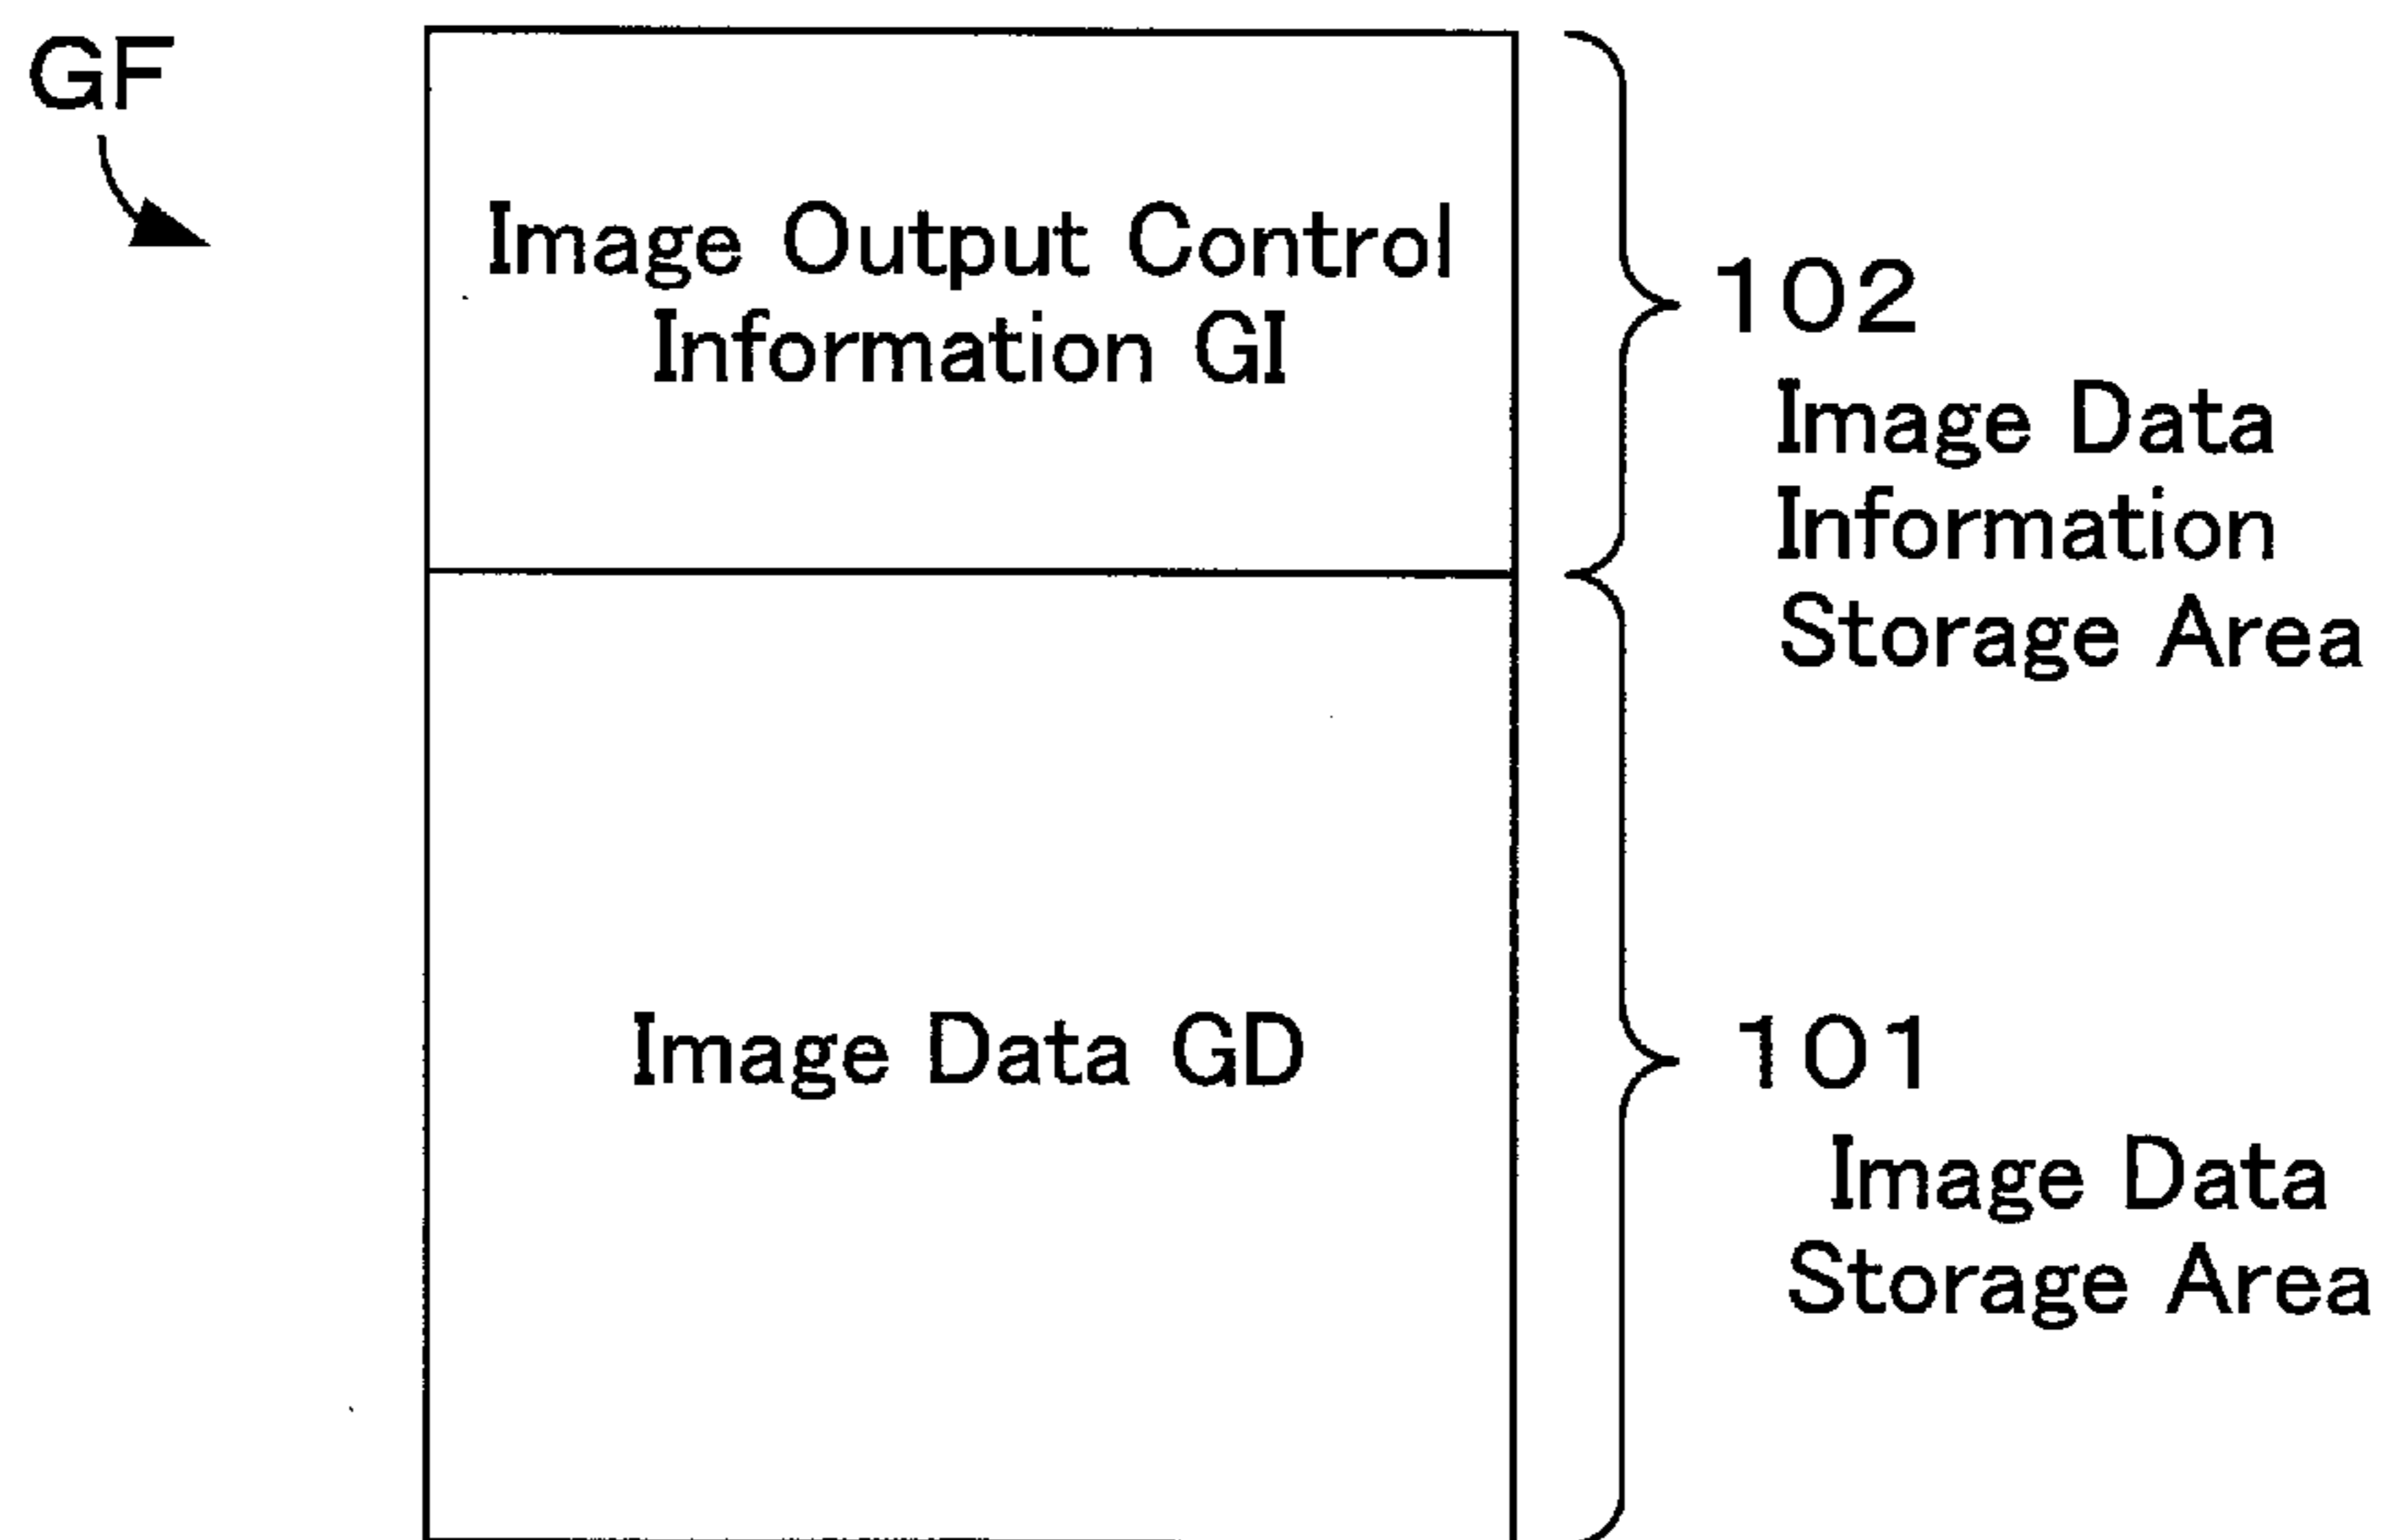 GF
Image Output Control
Information GI
102
Image Data
Information
Storage Area
Image Data GD
101
Image Data
Storage Area